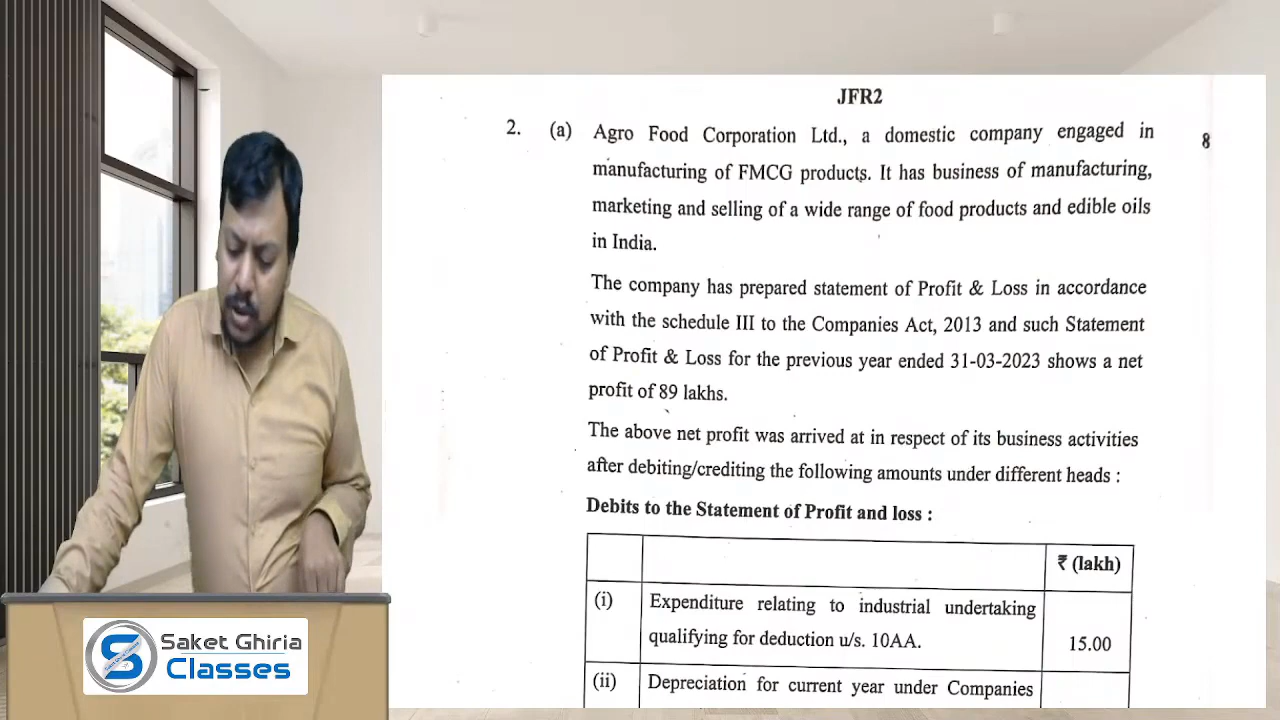 JFR2
2. (a) Agro Food Corporation Ltd., a domestic company engaged in 8
manufacturing of FMCG products. It has business of manufacturing,
marketing and selling of a wide range of food products and edible oils
in India.
The company has prepared statement of Profit & Loss in accordance
with the schedule III to the Companies Act, 2013 and such Statement
of Profit & Loss for the previous year ended 31-03-2023 shows a net
profit of 89 lakhs.
The above net profit was arrived at in respect of its business activities
after debiting/crediting the following amounts under different heads :
Debits to the Statement of Profit and loss :
₹ (lakh)
(i) Expenditure relating to industrial undertaking
qualifying for deduction u/s. 10AA. 15.00
(ii) Depreciation for current year under Companies
S Saket Ghiria
Classes